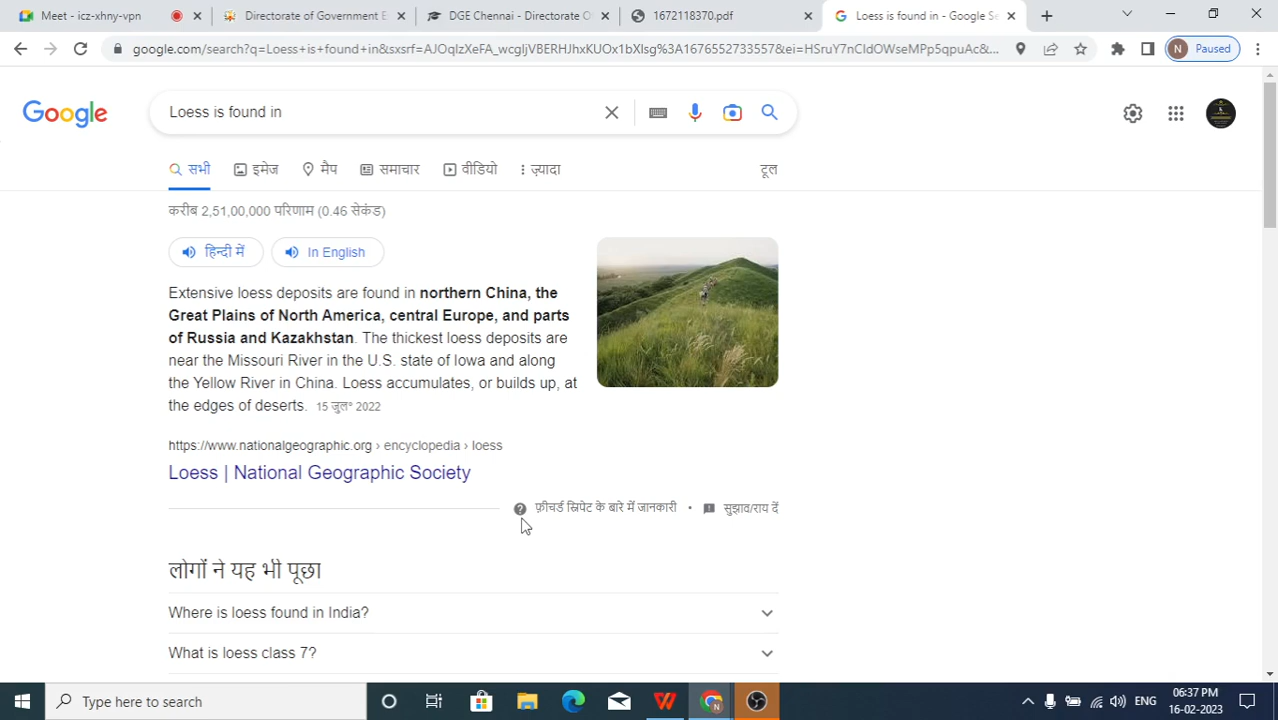 Meet - icz-xhny-vpn
Directorate of Government E
DGE Chennai - Directorate O
1672118370.pdf
Loess is found in - Google Se
google.com/search?q=Loess+is+found+in&sxsrf=AJOqlzXeFA_wcgljVBERHJhxKUOx1bXlsg%3A1676552733557&ei=HSruY7nCIdOWseMPp5qpuAc&...
N Paused
Google
Loess is found in
सभी इमेज मैप समाचार वीडियो ज़्यादा टूल
करीब 2,51,00,000 परिणाम (0.46 सेकंड)
हिन्दी में In English
Extensive loess deposits are found in northern China, the
Great Plains of North America, central Europe, and parts
of Russia and Kazakhstan. The thickest loess deposits are
near the Missouri River in the U.S. state of Iowa and along
the Yellow River in China. Loess accumulates, or builds up, at
the edges of deserts. 15 जुल॰ 2022
https://www.nationalgeographic.org › encyclopedia › loess
Loess | National Geographic Society
फ़ीचर्ड स्निपेट के बारे में जानकारी • सुझाव/राय दें
लोगों ने यह भी पूछा
Where is loess found in India?
What is loess class 7?
Type here to search
ENG
06:37 PM
16-02-2023